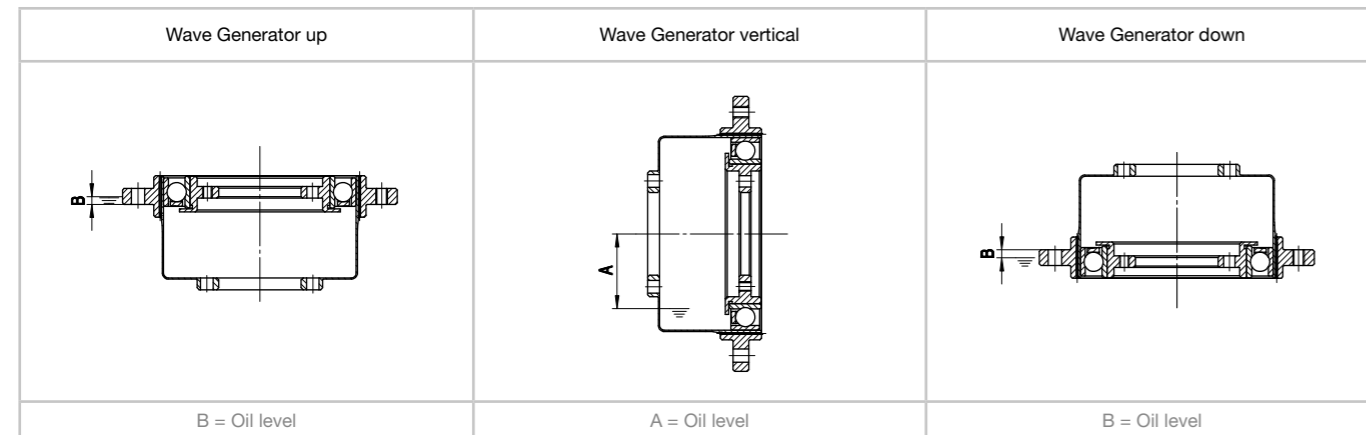 Wave Generator up
Wave Generator vertical
Wave Generator down
B
A
B
B = Oil level
A = Oil level
B = Oil level